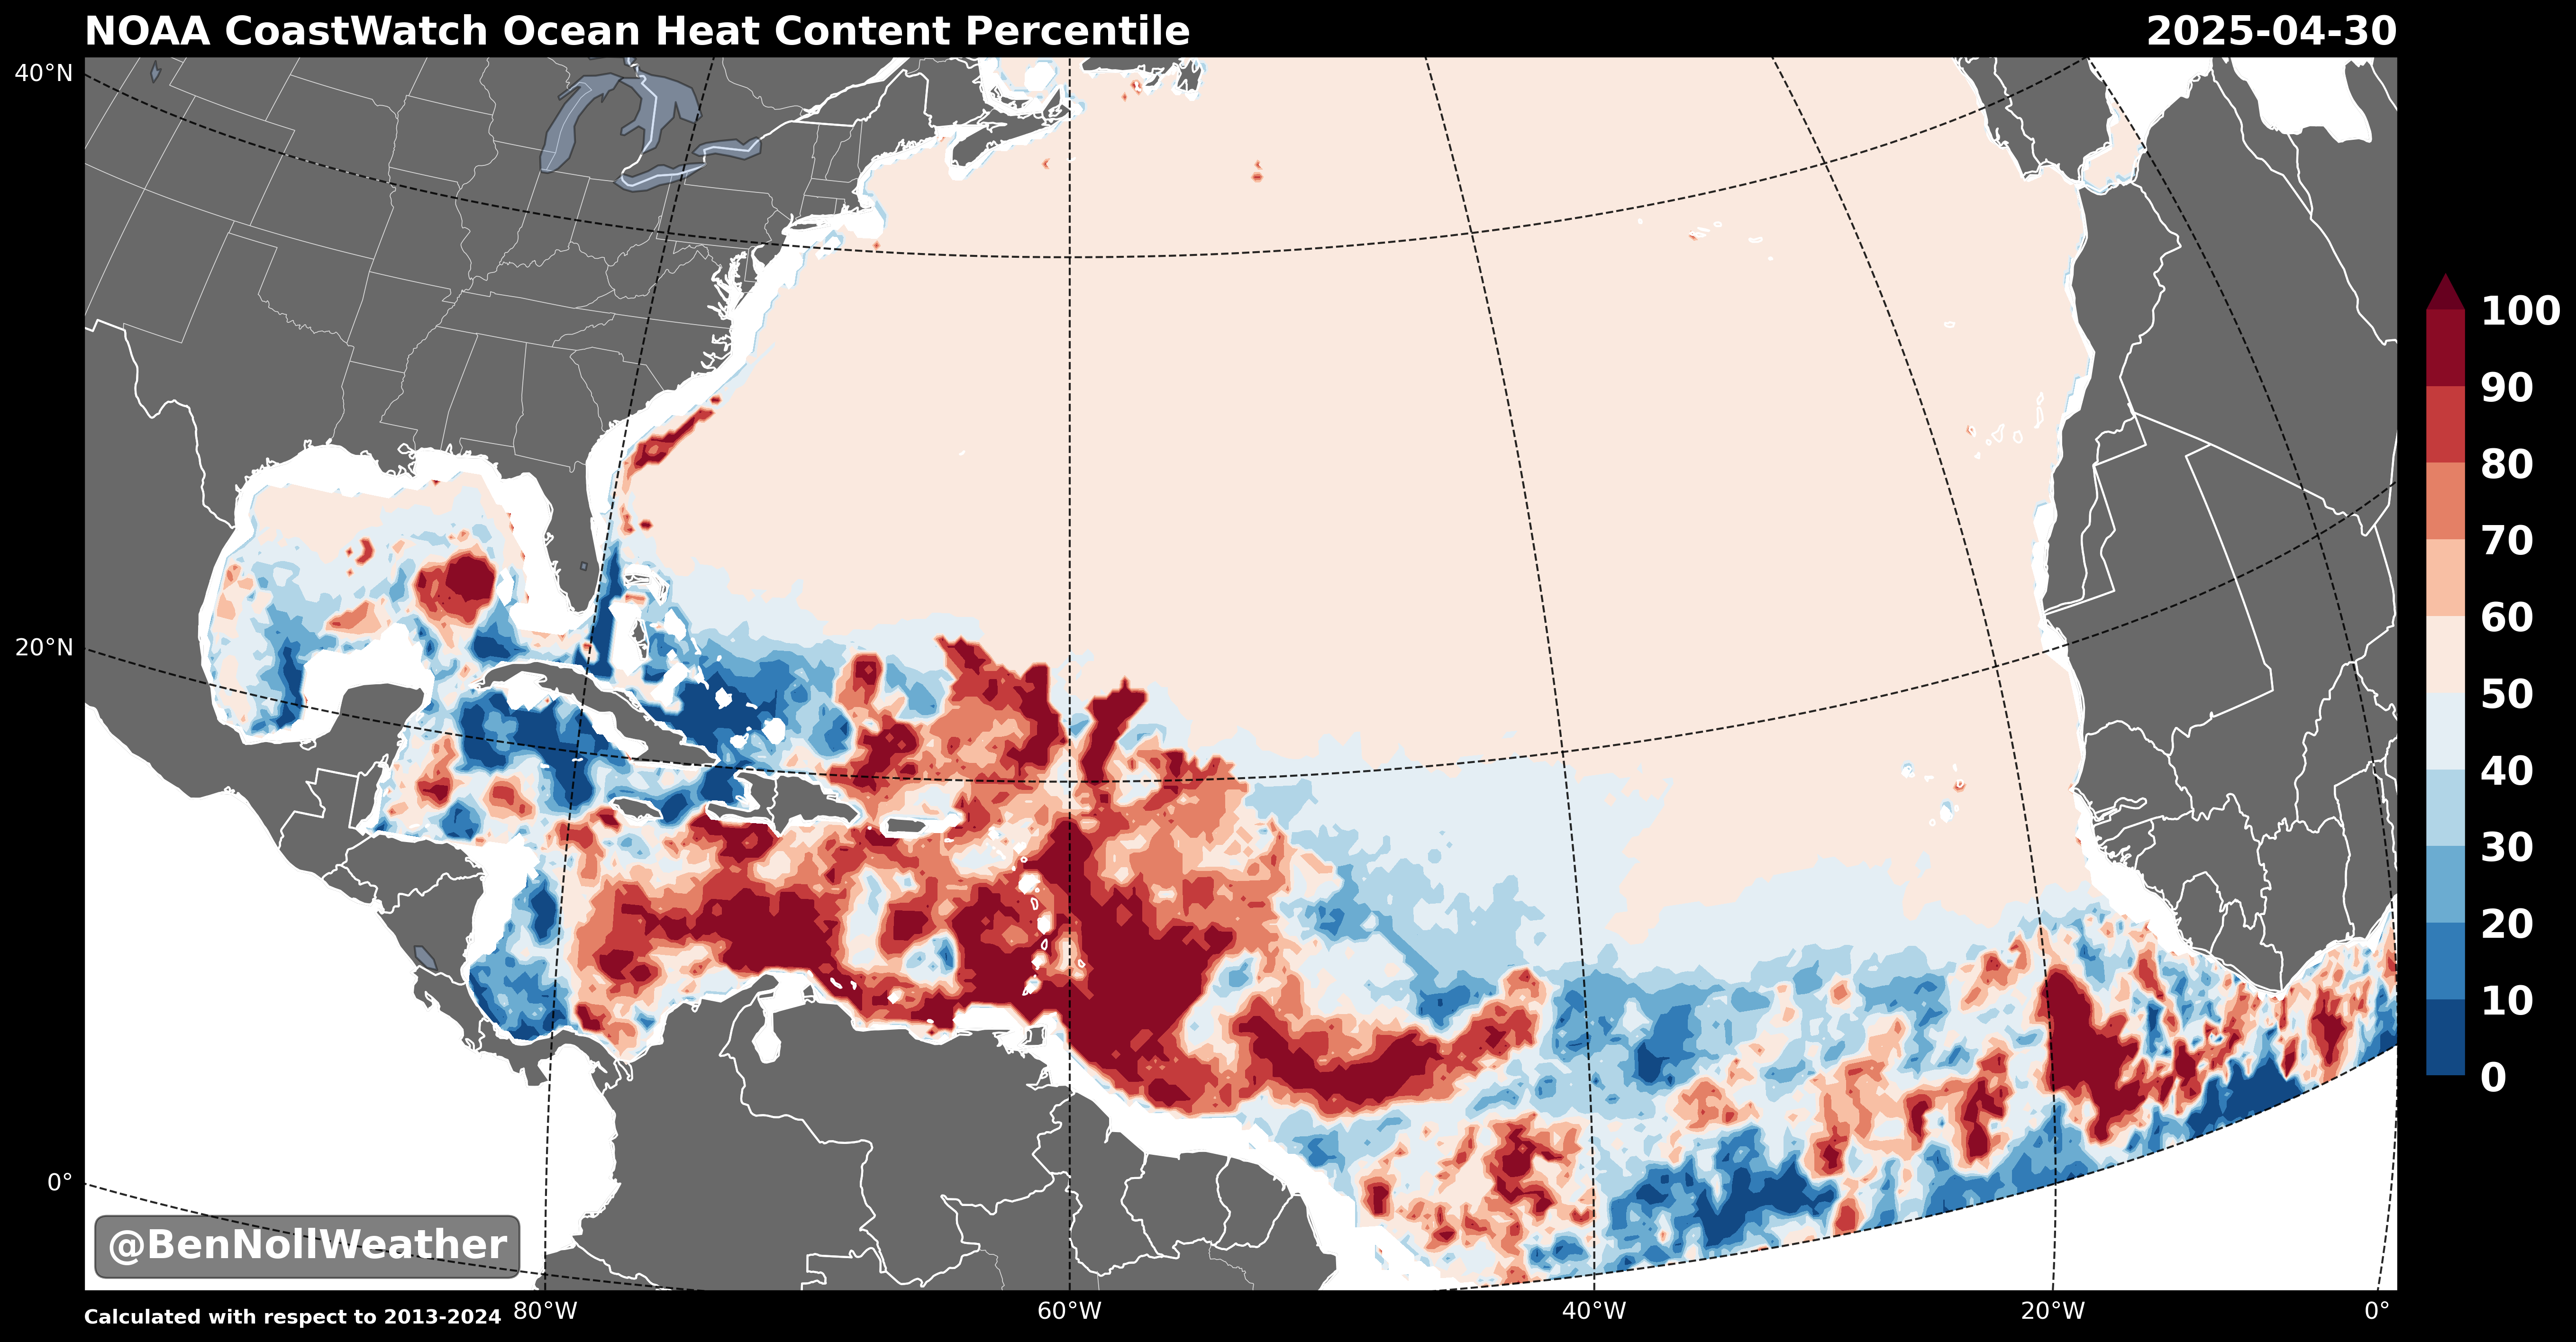 NOAA CoastWatch Ocean Heat Content Percentile
2025-04-30
40°N
20°N
0°
100
90
80
70
60
50
40
30
20
10
0
@BenNollWeather
Calculated with respect to 2013-2024
80°W
60°W
40°W
20°W
0°